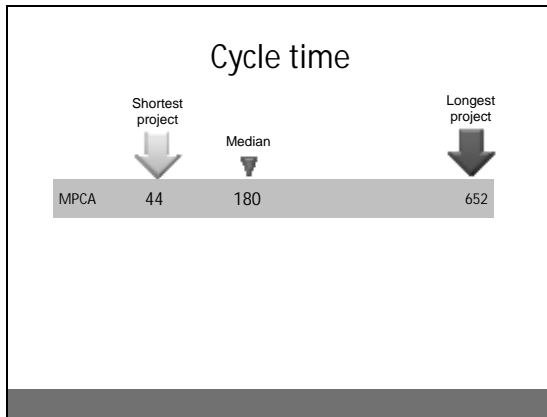 Cycle time
Shortest
project
Median
Longest
project
MPCA 44 180 652